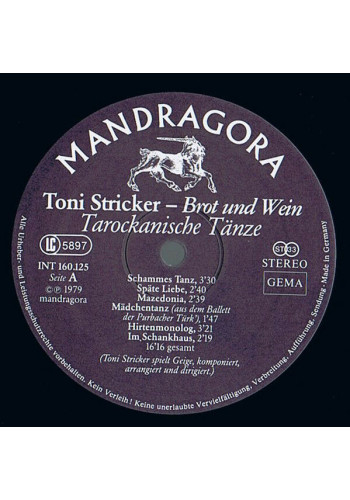 MANDRAGORA
Toni Stricker – Brot und Wein
Tarockanische Tänze
LC 5897
INT 160.125
Seite A
© ℗ 1979
mandragora
ST 33
STEREO
GEMA
Schammes Tanz, 3'30
Späte Liebe, 2'40
Mazedonia, 2'39
Mädchentanz (aus dem Ballett
der Purbacher Türk'), 1'47
Hirtenmonolog, 3'21
Im Schankhaus, 2'19
16'16 gesamt
(Toni Stricker spielt Geige, komponiert,
arrangiert und dirigiert.)
Alle Urheber- und Leistungsschutzrechte vorbehalten. Kein Verleih! Keine unerlaubte Vervielfältigung, Verbreitung, Aufführung, Sendung. · Made in Germany